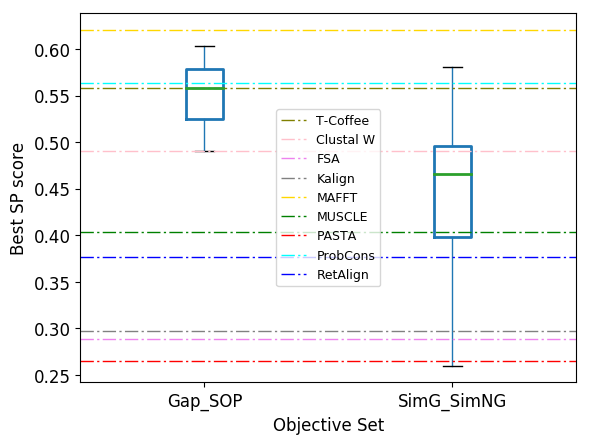 0.60
0.55
0.50
0.45
0.40
0.35
0.30
0.25
Best SP score
T-Coffee
Clustal W
FSA
Kalign
MAFFT
MUSCLE
PASTA
ProbCons
RetAlign
Gap_SOP
SimG_SimNG
Objective Set